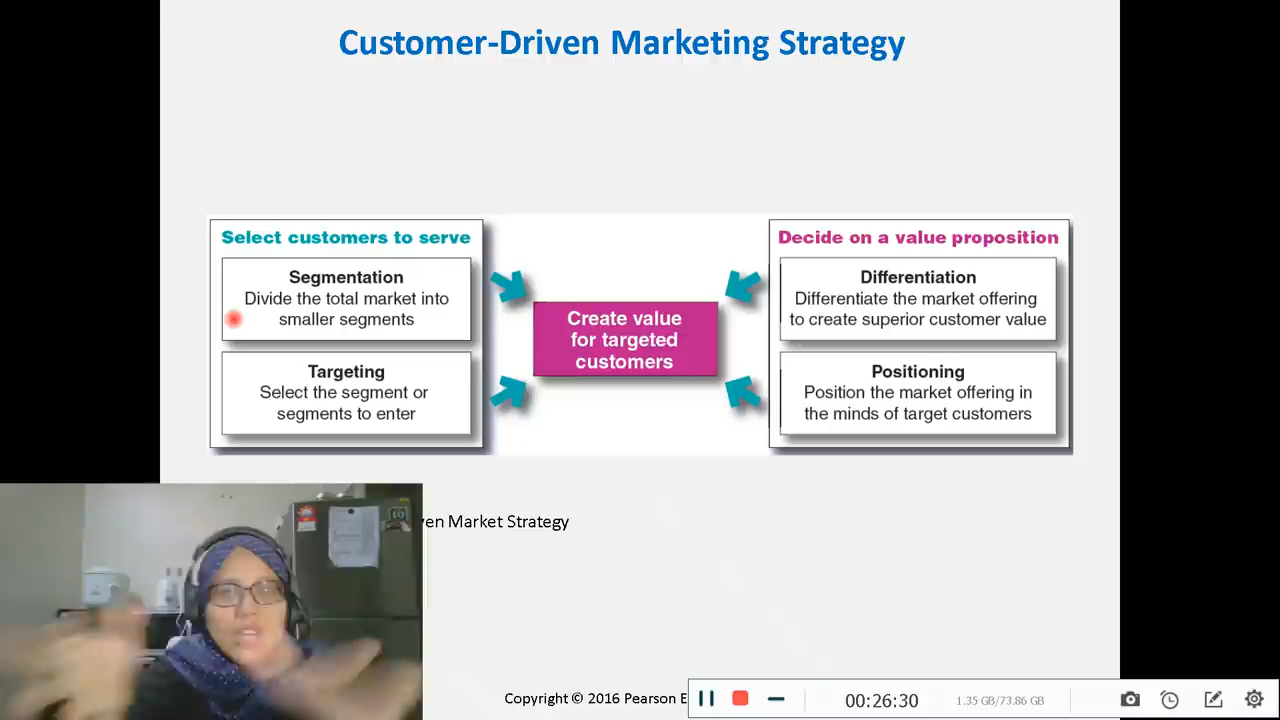 Customer-Driven Marketing Strategy
Select customers to serve
Segmentation
Divide the total market into
smaller segments
Targeting
Select the segment or
segments to enter
Create value
for targeted
customers
Decide on a value proposition
Differentiation
Differentiate the market offering
to create superior customer value
Positioning
Position the market offering in
the minds of target customers
Market Strategy
Copyright © 2016 Pearson
00:26:30
1.35 GB/73.86 GB